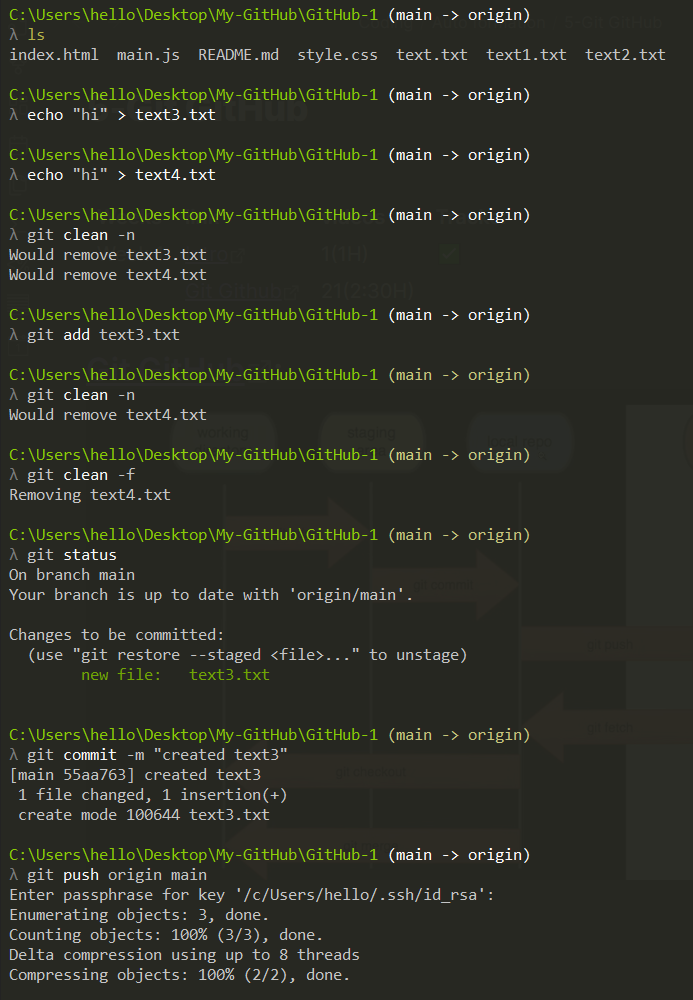 C:\Users\hello\Desktop\My-GitHub\GitHub-1 (main -> origin)
λ ls
index.html  main.js  README.md  style.css  text.txt  text1.txt  text2.txt
C:\Users\hello\Desktop\My-GitHub\GitHub-1 (main -> origin)
λ echo "hi" > text3.txt
C:\Users\hello\Desktop\My-GitHub\GitHub-1 (main -> origin)
λ echo "hi" > text4.txt
C:\Users\hello\Desktop\My-GitHub\GitHub-1 (main -> origin)
λ git clean -n
Would remove text3.txt
Would remove text4.txt
C:\Users\hello\Desktop\My-GitHub\GitHub-1 (main -> origin)
λ git add text3.txt
C:\Users\hello\Desktop\My-GitHub\GitHub-1 (main -> origin)
λ git clean -n
Would remove text4.txt
C:\Users\hello\Desktop\My-GitHub\GitHub-1 (main -> origin)
λ git clean -f
Removing text4.txt
C:\Users\hello\Desktop\My-GitHub\GitHub-1 (main -> origin)
λ git status
On branch main
Your branch is up to date with 'origin/main'.
Changes to be committed:
  (use "git restore --staged <file>..." to unstage)
        new file:   text3.txt
C:\Users\hello\Desktop\My-GitHub\GitHub-1 (main -> origin)
λ git commit -m "created text3"
[main 55aa763] created text3
 1 file changed, 1 insertion(+)
 create mode 100644 text3.txt
C:\Users\hello\Desktop\My-GitHub\GitHub-1 (main -> origin)
λ git push origin main
Enter passphrase for key '/c/Users/hello/.ssh/id_rsa':
Enumerating objects: 3, done.
Counting objects: 100% (3/3), done.
Delta compression using up to 8 threads
Compressing objects: 100% (2/2), done.